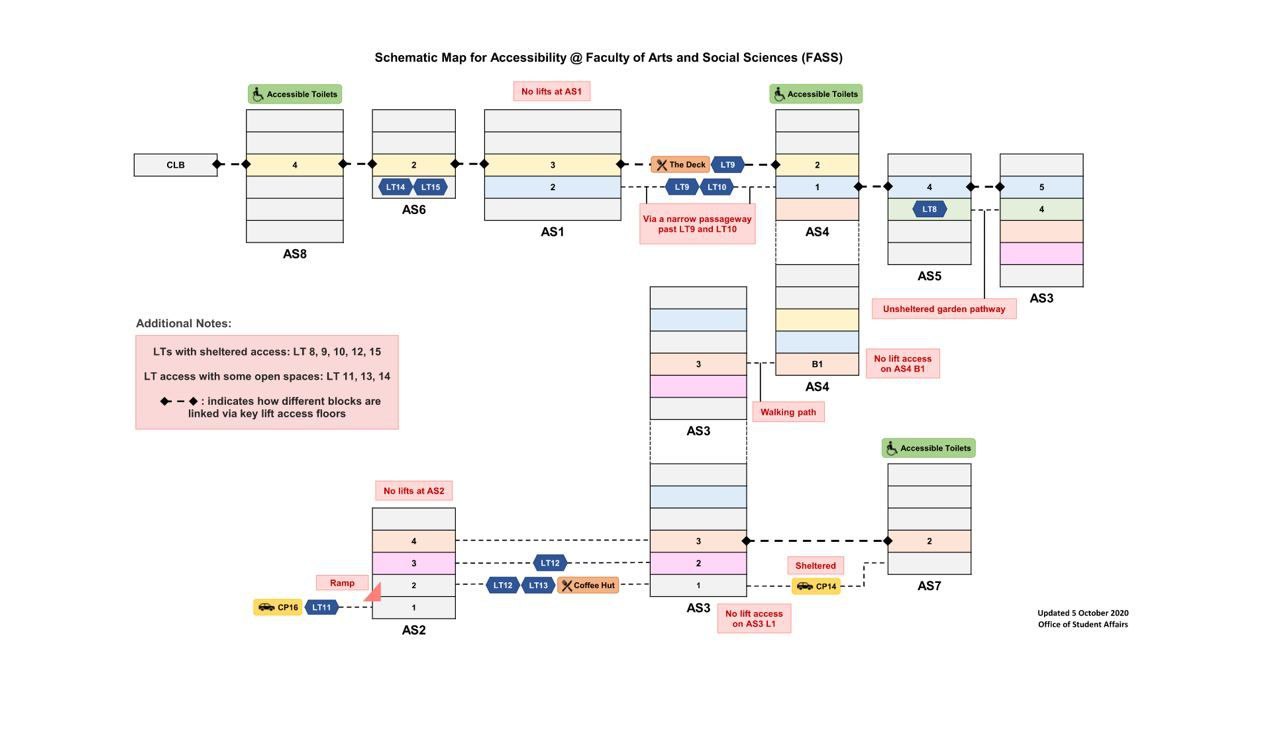 Schematic Map for Accessibility @ Faculty of Arts and Social Sciences (FASS)
Accessible Toilets
No lifts at AS1
Accessible Toilets
CLB
4
2
3
The Deck
LT9
2
LT14
LT15
2
LT9
LT10
1
4
5
LT8
4
AS6
Via a narrow passageway
past LT9 and LT10
AS1
AS4
AS8
AS5
AS3
Unsheltered garden pathway
Additional Notes:
LTs with sheltered access: LT 8, 9, 10, 12, 15
LT access with some open spaces: LT 11, 13, 14
: indicates how different blocks are
linked via key lift access floors
3
B1
No lift access
on AS4 B1
AS4
Walking path
AS3
Accessible Toilets
No lifts at AS2
4
3
2
3
LT12
2
Sheltered
Ramp
2
LT12
LT13
Coffee Hut
1
CP14
AS7
CP16
LT11
1
AS3
No lift access
on AS3 L1
AS2
Updated 5 October 2020
Office of Student Affairs